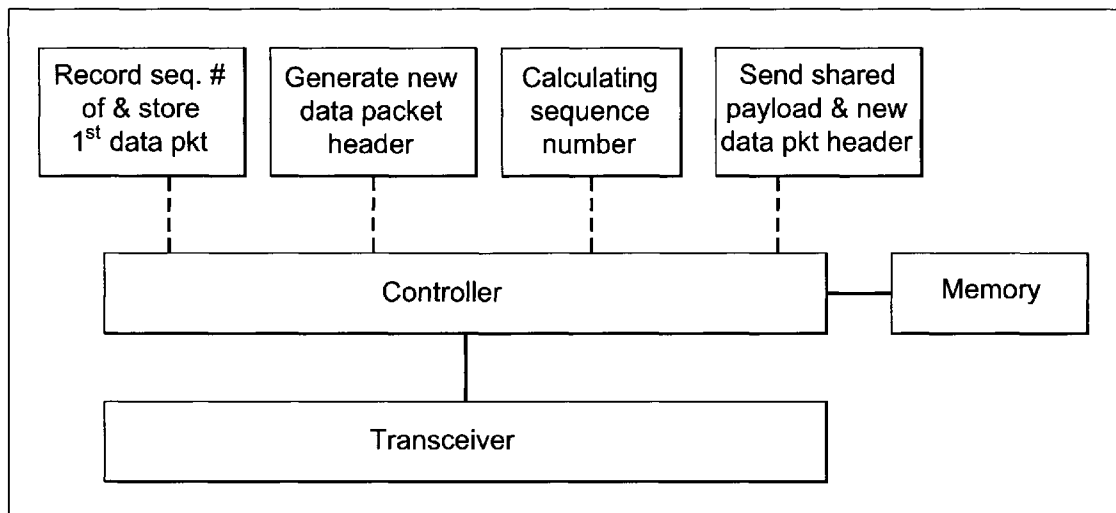 Record seq. #
of & store
1st data pkt
Generate new
data packet
header
Calculating
sequence
number
Send shared
payload & new
data pkt header
Controller
Memory
Transceiver